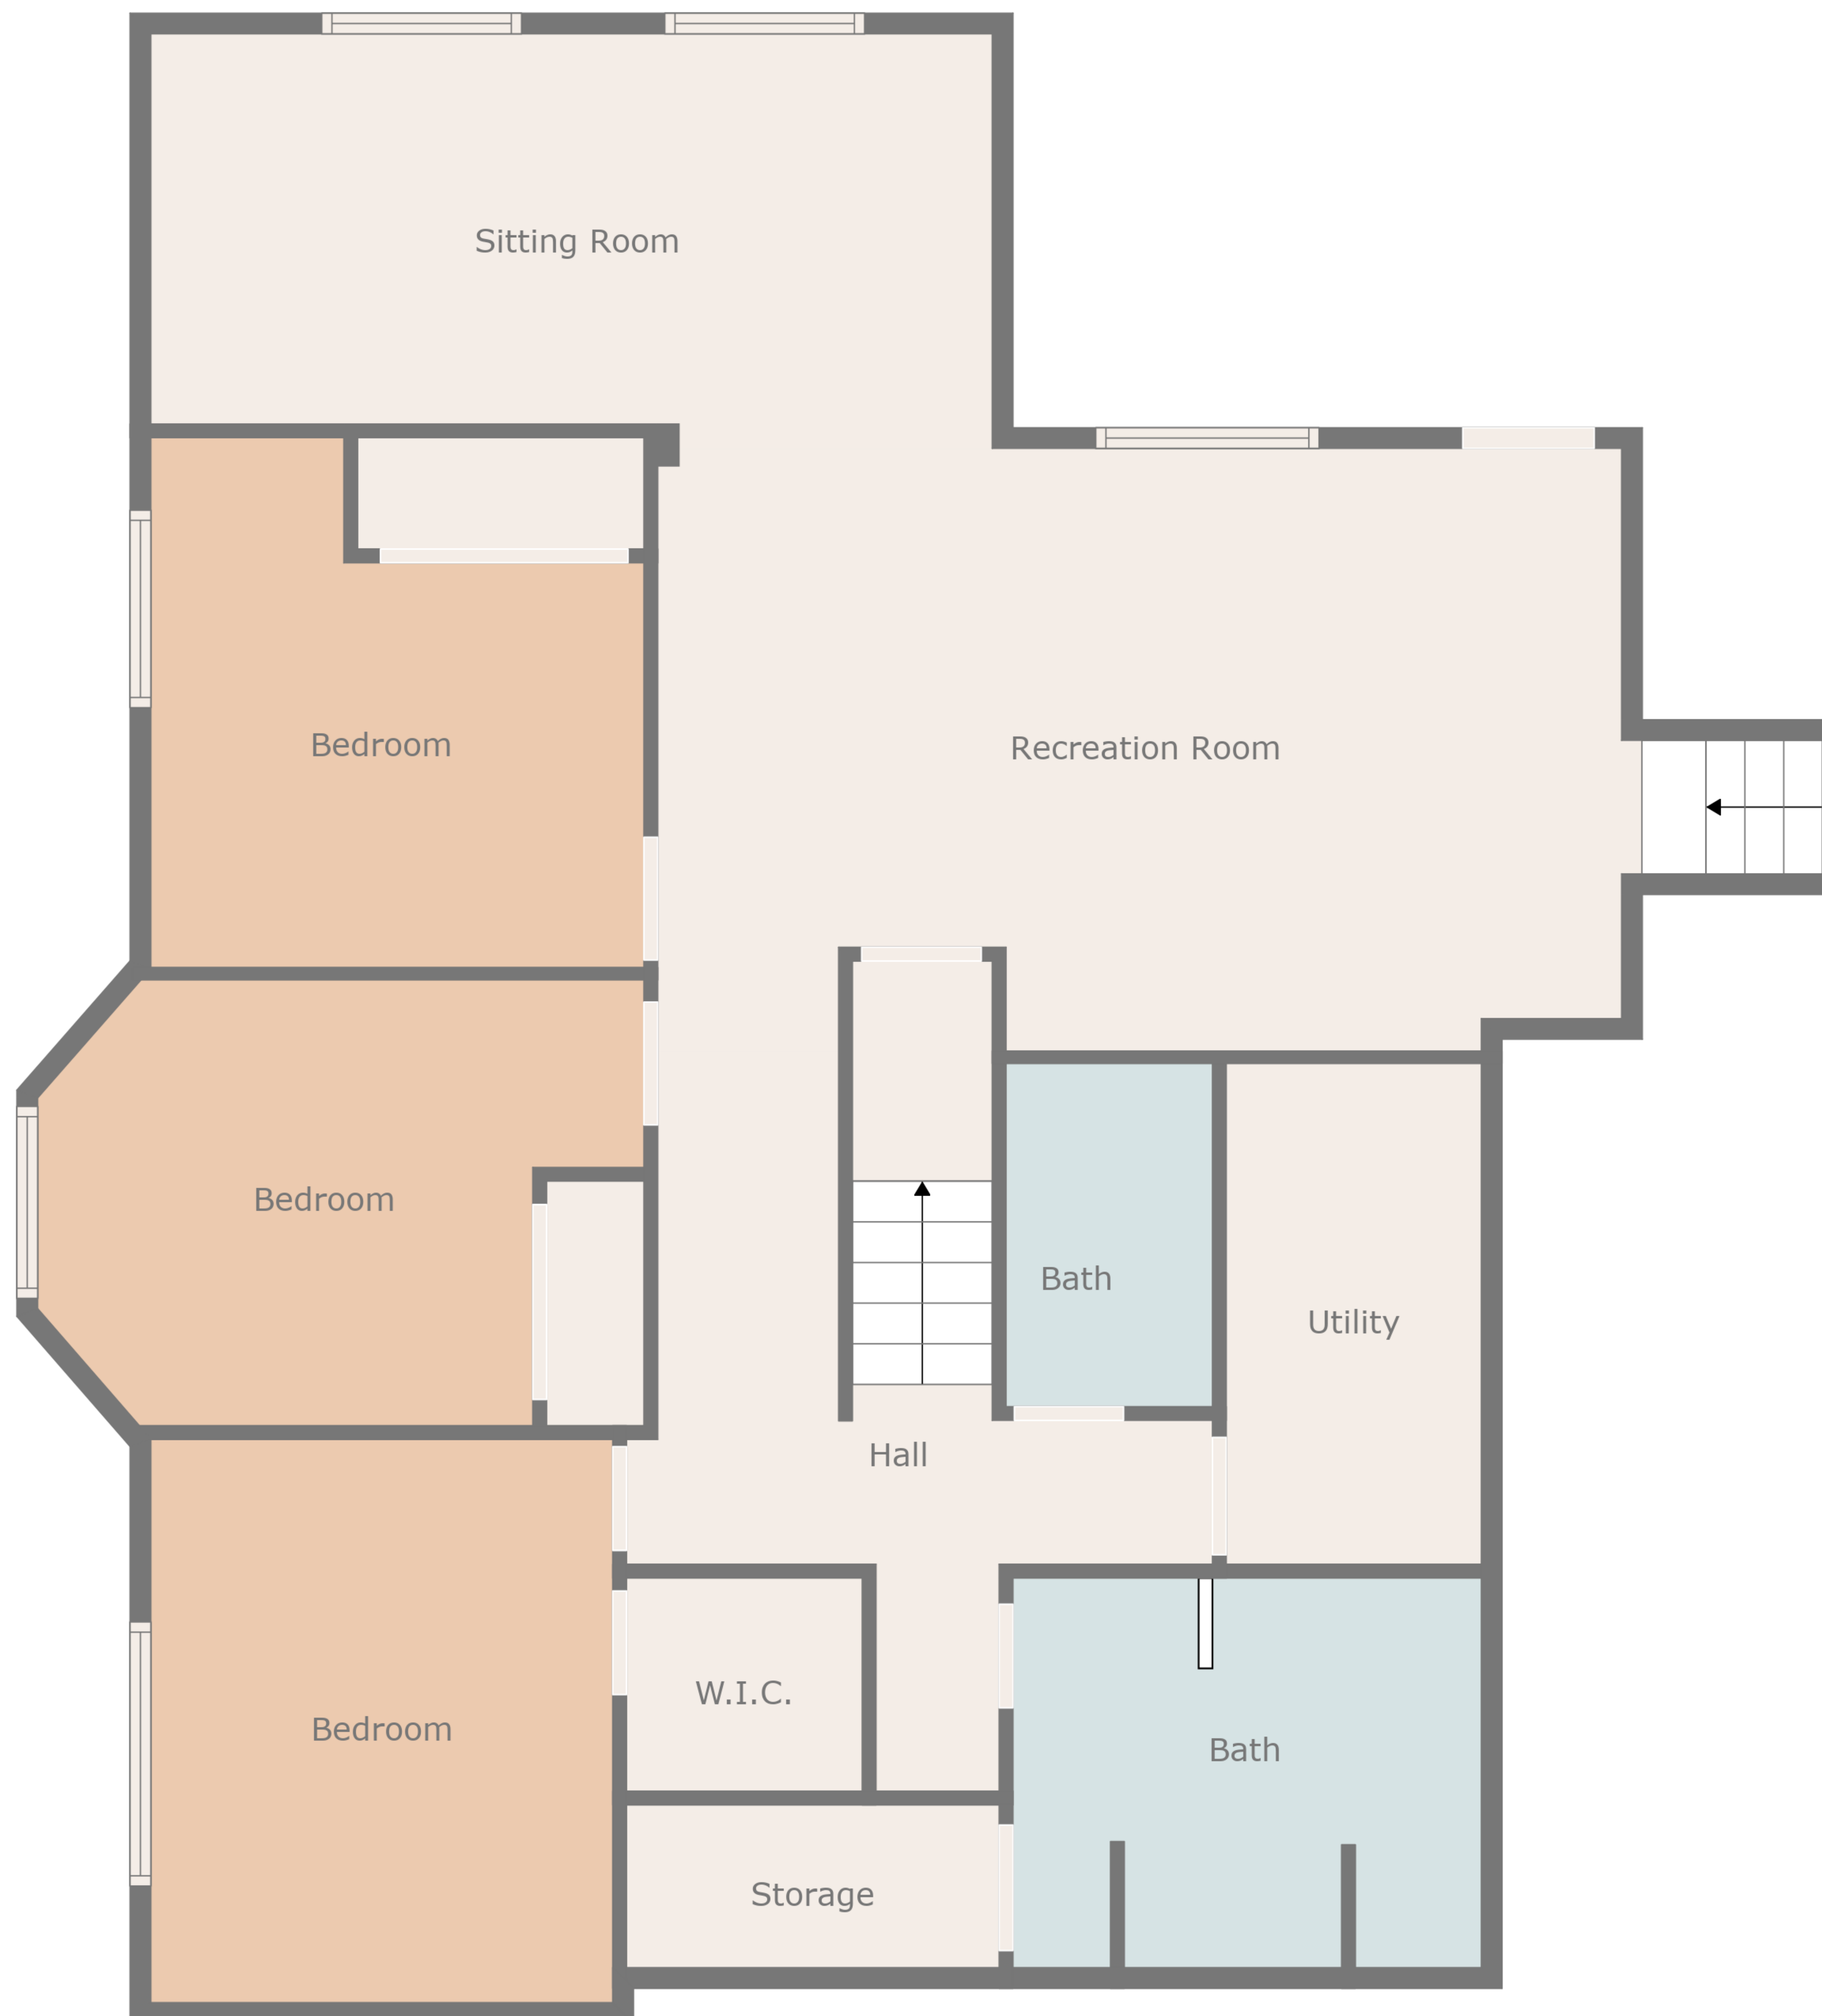 Sitting Room
Bedroom
Recreation Room
Bedroom
Bath
Utility
Hall
W.I.C.
Bedroom
Bath
Storage